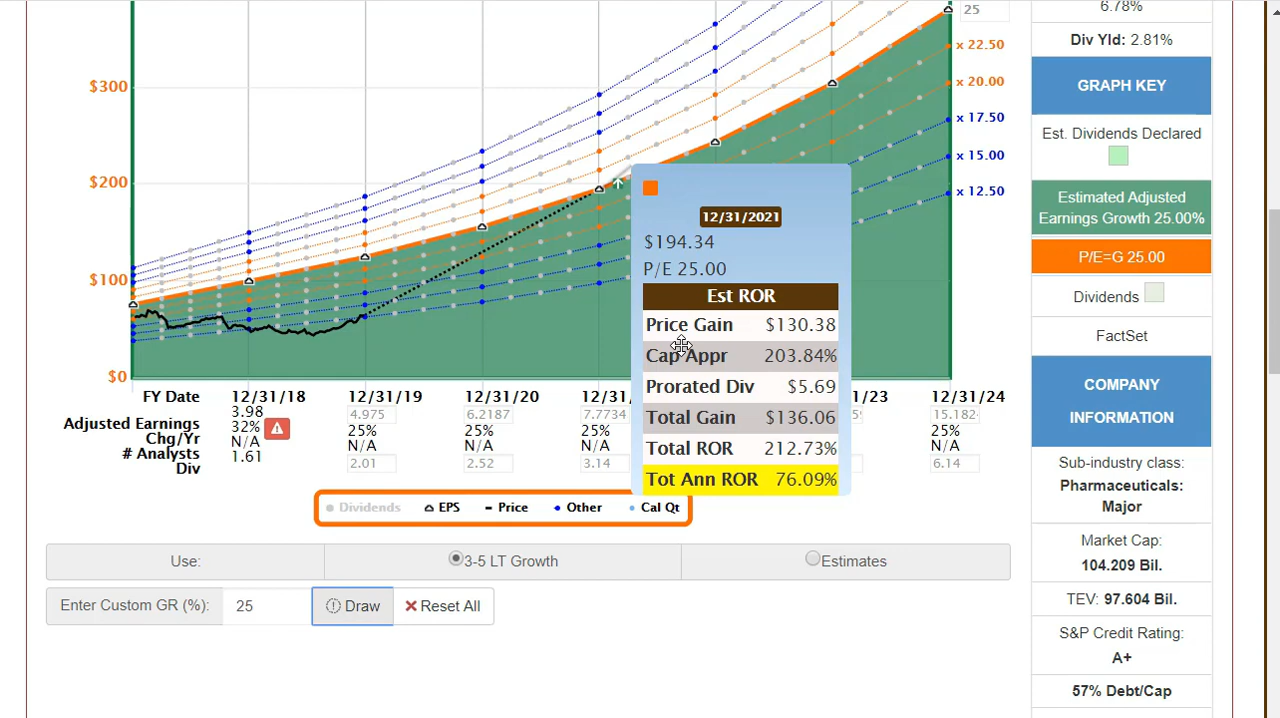 25
x 22.50
$300
x 20.00
x 17.50
$200
x 15.00
x 12.50
$100
$0
12/31/2021
$194.34
P/E 25.00
Est ROR
Price Gain $130.38
Cap Appr 203.84%
Prorated Div $5.69
Total Gain $136.06
Total ROR 212.73%
Tot Ann ROR 76.09%
FY Date 12/31/18 12/31/19 12/31/20 12/31/ /23 12/31/24
Adjusted Earnings 3.98 4.975 6.2187 7.7734 15.182
Chg/Yr 32% 25% 25% 25% 25%
# Analysts N/A N/A N/A N/A N/A
Div 1.61 2.01 2.52 3.14 6.14
Dividends EPS Price Other Cal Qt
Use: 3-5 LT Growth Estimates
Enter Custom GR (%): 25 Draw Reset All
6.78%
Div Yld: 2.81%
GRAPH KEY
Est. Dividends Declared
Estimated Adjusted
Earnings Growth 25.00%
P/E=G 25.00
Dividends
FactSet
COMPANY
INFORMATION
Sub-industry class:
Pharmaceuticals:
Major
Market Cap:
104.209 Bil.
TEV: 97.604 Bil.
S&P Credit Rating:
A+
57% Debt/Cap